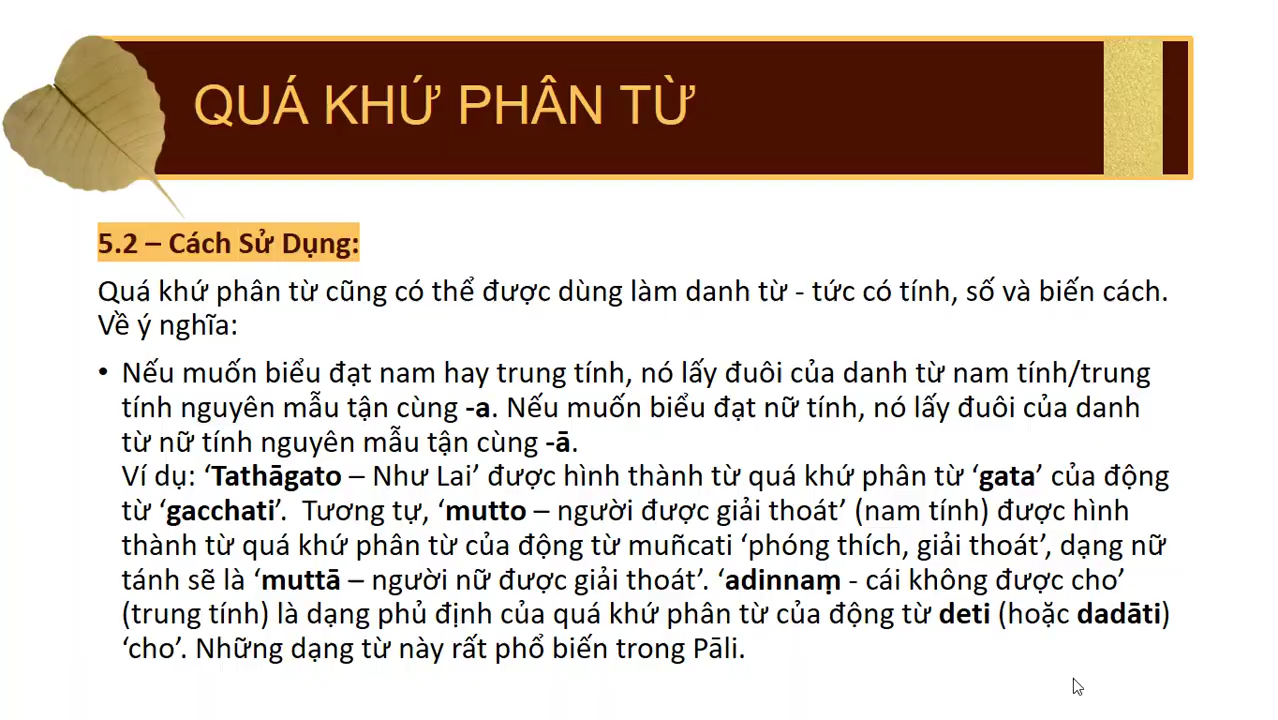 QUÁ KHỨ PHÂN TỪ
5.2 – Cách Sử Dụng:
Quá khứ phân từ cũng có thể được dùng làm danh từ - tức có tính, số và biến cách.
Về ý nghĩa:
• Nếu muốn biểu đạt nam hay trung tính, nó lấy đuôi của danh từ nam tính/trung
tính nguyên mẫu tận cùng -a. Nếu muốn biểu đạt nữ tính, nó lấy đuôi của danh
từ nữ tính nguyên mẫu tận cùng -ā.
Ví dụ: ‘Tathāgato – Như Lai’ được hình thành từ quá khứ phân từ ‘gata’ của động
từ ‘gacchati’. Tương tự, ‘mutto – người được giải thoát’ (nam tính) được hình
thành từ quá khứ phân từ của động từ muñcati ‘phóng thích, giải thoát’, dạng nữ
tánh sẽ là ‘muttā – người nữ được giải thoát’. ‘adinnaṃ - cái không được cho’
(trung tính) là dạng phủ định của quá khứ phân từ của động từ deti (hoặc dadāti)
‘cho’. Những dạng từ này rất phổ biến trong Pāli.